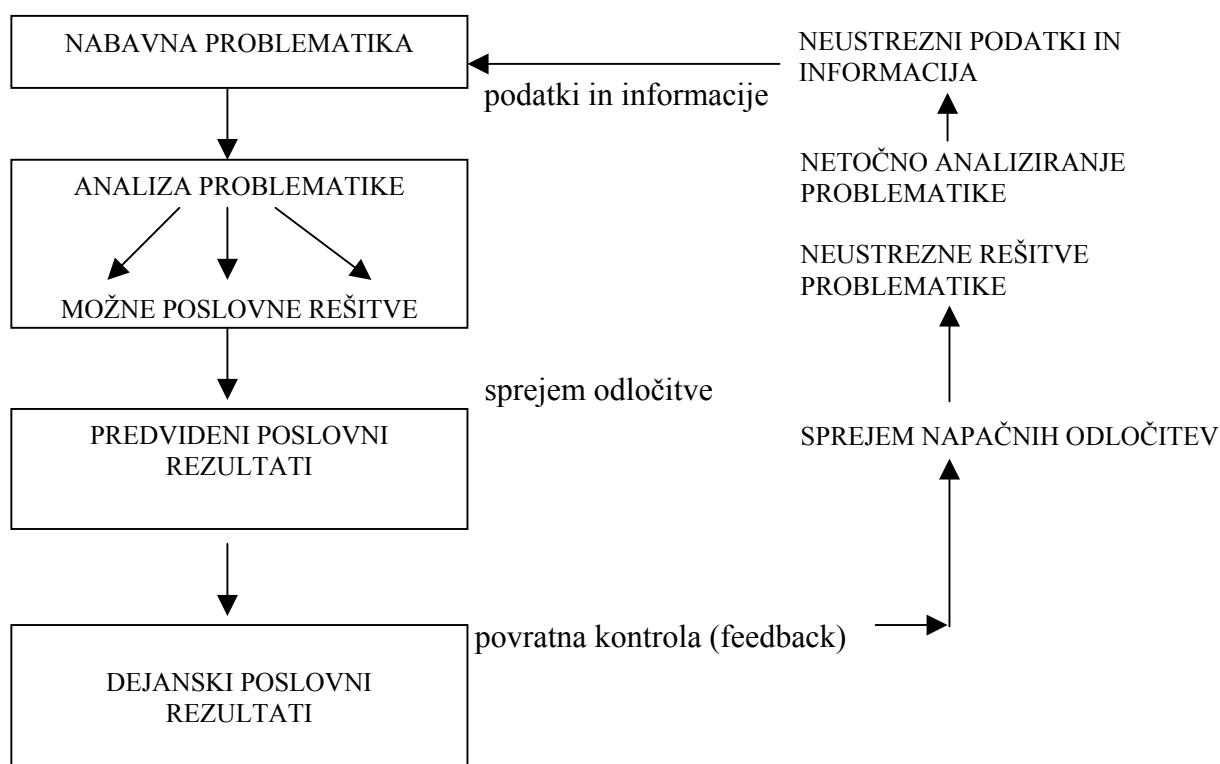 NABAVNA PROBLEMATIKA
NEUSTREZNI PODATKI IN
INFORMACIJA
podatki in informacije
ANALIZA PROBLEMATIKE
NETOČNO ANALIZIRANJE
PROBLEMATIKE
NEUSTREZNE REŠITVE
PROBLEMATIKE
MOŽNE POSLOVNE REŠITVE
sprejem odločitve
PREDVIDENI POSLOVNI
REZULTATI
SPREJEM NAPAČNIH ODLOČITEV
povratna kontrola (feedback)
DEJANSKI POSLOVNI
REZULTATI